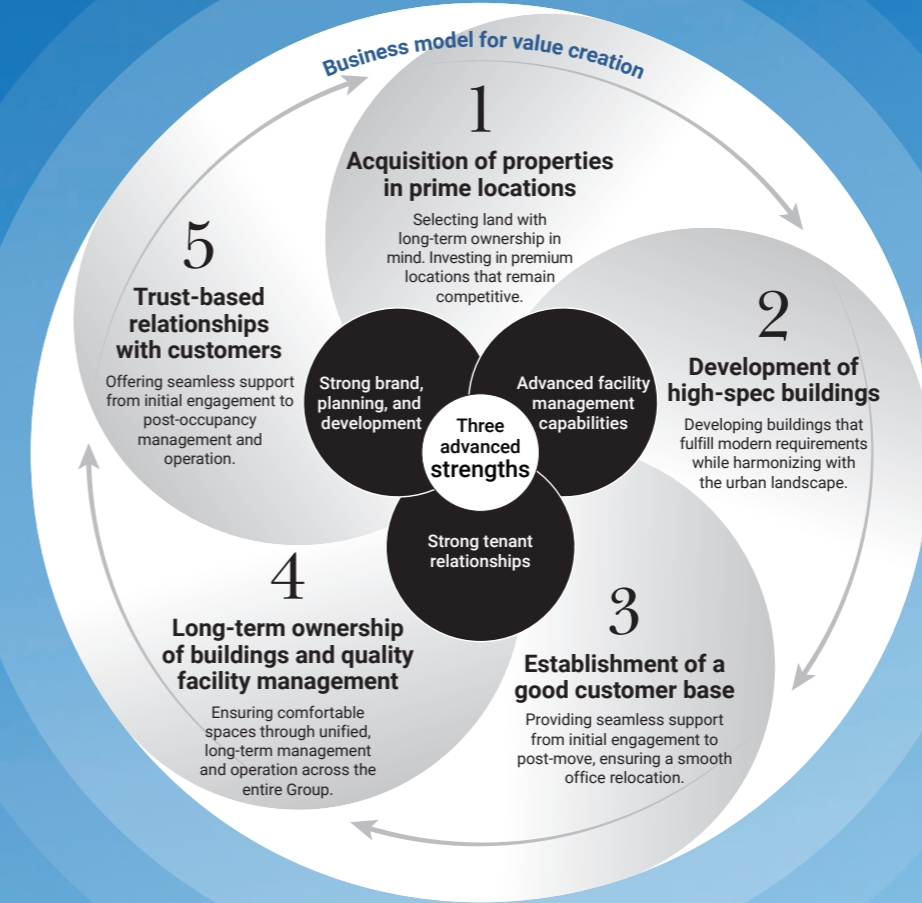 Business model for value creation
1
Acquisition of properties
in prime locations
Selecting land with
long-term ownership in
mind. Investing in premium
locations that remain
competitive.
2
Development of
high-spec buildings
Developing buildings that
fulfill modern requirements
while harmonizing with
the urban landscape.
3
Establishment of a
good customer base
Providing seamless support
from initial engagement to
post-move, ensuring a smooth
office relocation.
4
Long-term ownership
of buildings and quality
facility management
Ensuring comfortable
spaces through unified,
long-term management
and operation across the
entire Group.
5
Trust-based
relationships
with customers
Offering seamless support
from initial engagement to
post-occupancy
management and
operation.
Three
advanced
strengths
Strong brand,
planning, and
development
Advanced facility
management
capabilities
Strong tenant
relationships